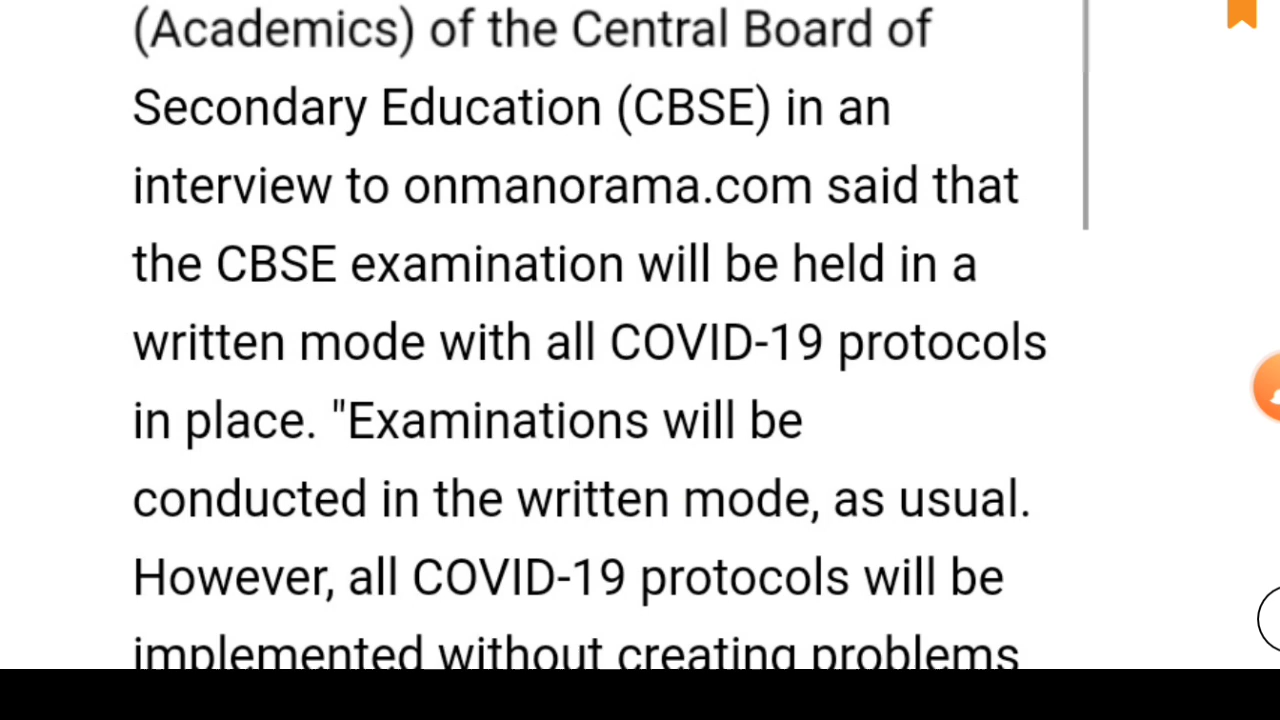 (Academics) of the Central Board of
Secondary Education (CBSE) in an
interview to onmanorama.com said that
the CBSE examination will be held in a
written mode with all COVID-19 protocols
in place. "Examinations will be
conducted in the written mode, as usual.
However, all COVID-19 protocols will be
implemented without creating problems